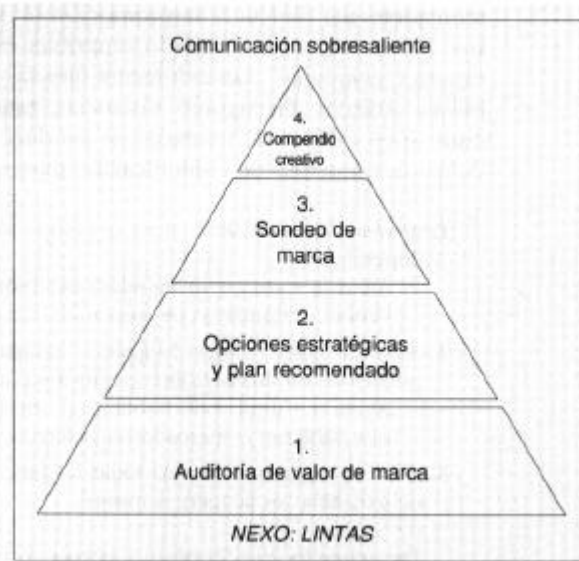 Comunicación sobresaliente
4.
Compendio
creativo
3.
Sondeo de
marca
2.
Opciones estratégicas
y plan recomendado
1.
Auditoría de valor de marca
NEXO: LINTAS